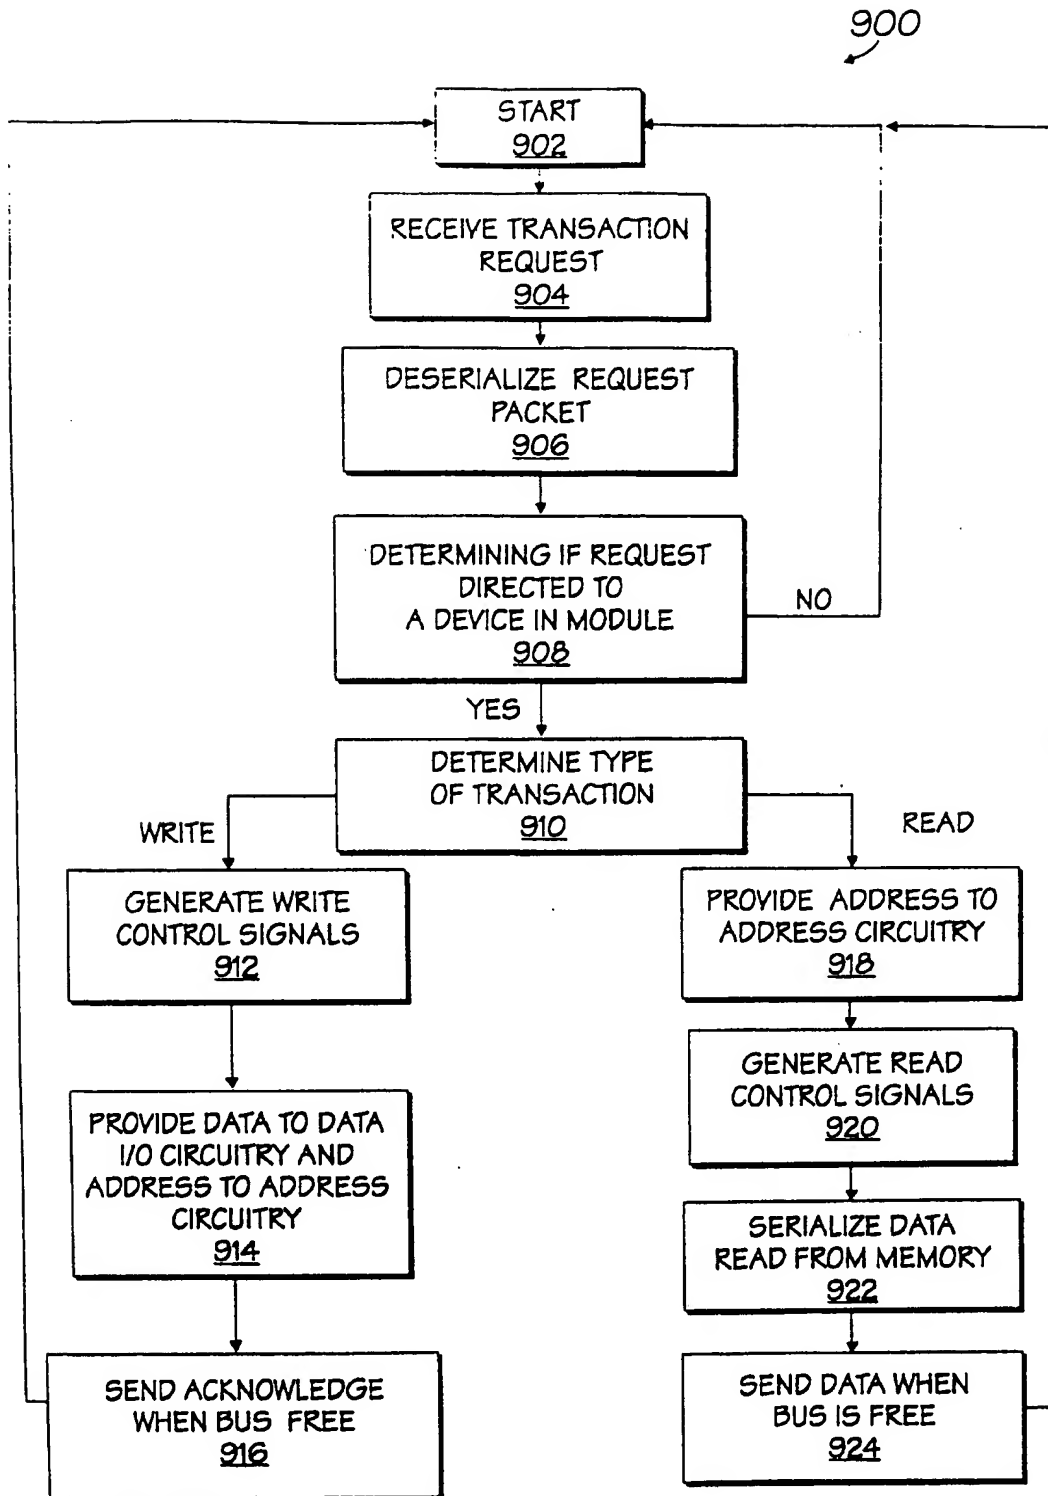 900
START
902
RECEIVE TRANSACTION
REQUEST
904
DESERIALIZE REQUEST
PACKET
906
DETERMINING IF REQUEST
DIRECTED TO
A DEVICE IN MODULE
908
NO
YES
DETERMINE TYPE
OF TRANSACTION
910
WRITE
READ
GENERATE WRITE
CONTROL SIGNALS
912
PROVIDE DATA TO DATA
I/O CIRCUITRY AND
ADDRESS TO ADDRESS
CIRCUITRY
914
SEND ACKNOWLEDGE
WHEN BUS FREE
916
PROVIDE ADDRESS TO
ADDRESS CIRCUITRY
918
GENERATE READ
CONTROL SIGNALS
920
SERIALIZE DATA
READ FROM MEMORY
922
SEND DATA WHEN
BUS IS FREE
924